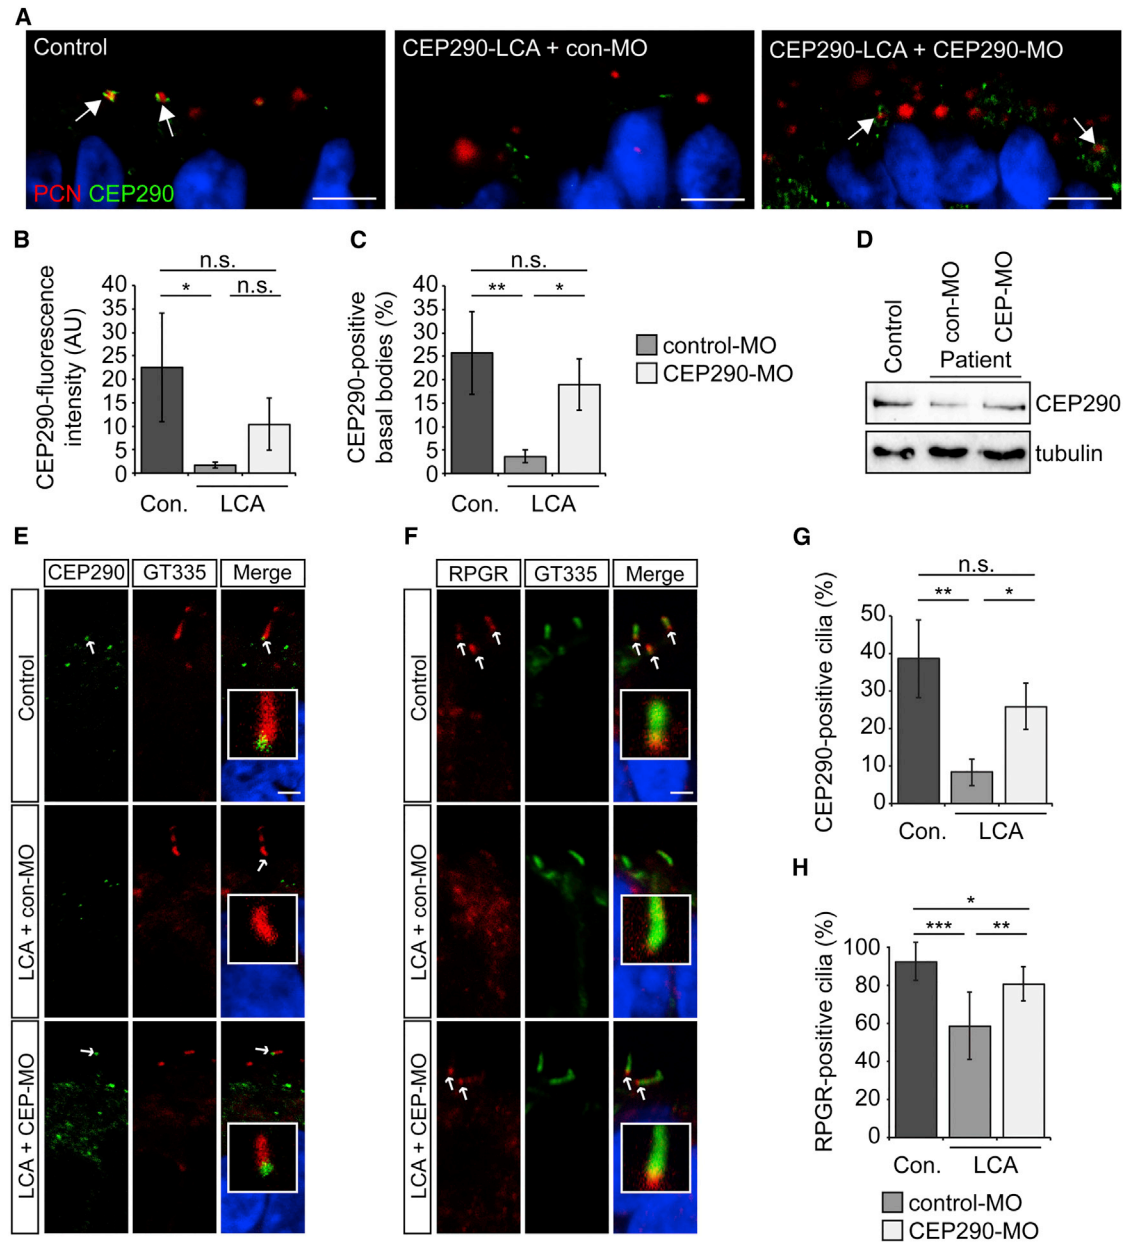 A
Control
CEP290-LCA + con-MO
CEP290-LCA + CEP290-MO
PCN CEP290
B
CEP290-fluorescence
intensity (AU)
n.s.
* n.s.
40
35
30
25
20
15
10
5
0
Con. LCA
C
CEP290-positive
basal bodies (%)
n.s.
** *
40
35
30
25
20
15
10
5
0
Con. LCA
control-MO
CEP290-MO
D
Control
con-MO
CEP-MO
Patient
CEP290
tubulin
E
CEP290 GT335 Merge
Control
LCA + con-MO
LCA + CEP-MO
F
RPGR GT335 Merge
Control
LCA + con-MO
LCA + CEP-MO
G
CEP290-positive cilia (%)
n.s.
** *
50
40
30
20
10
0
Con. LCA
H
RPGR-positive cilia (%)
*
*** **
100
80
60
40
20
0
Con. LCA
control-MO
CEP290-MO